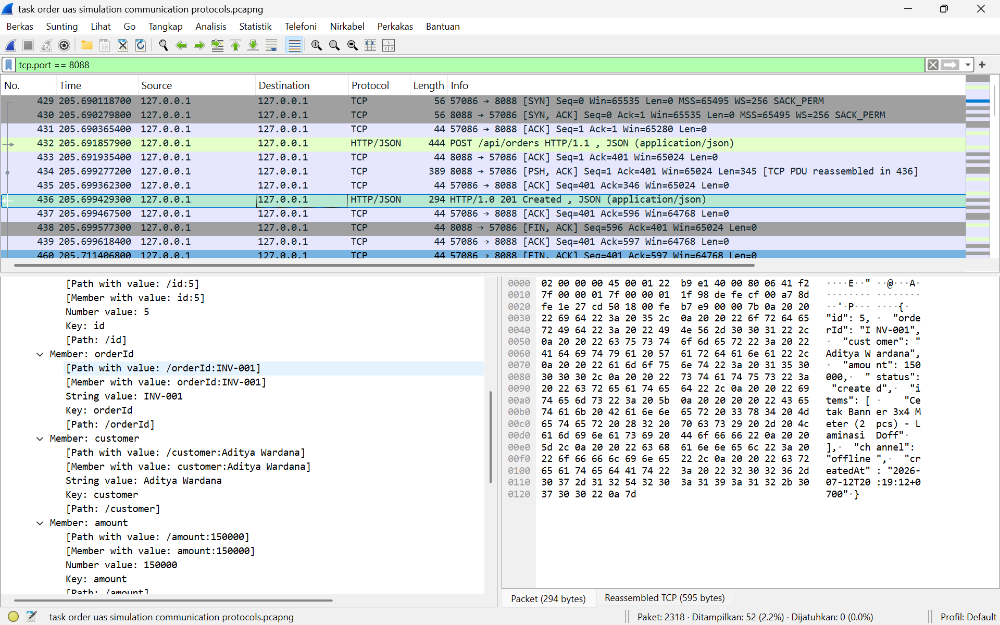 task order uas simulation communication protocols.pcapng
Berkas Sunting Lihat Go Tangkap Analisis Statistik Telefoni Nirkabel Perkakas Bantuan
tcp.port == 8088
No. Time Source Destination Protocol Length Info
429 205.690118700 127.0.0.1 127.0.0.1 TCP 56 57086 → 8088 [SYN] Seq=0 Win=65535 Len=0 MSS=65495 WS=256 SACK_PERM
430 205.690279800 127.0.0.1 127.0.0.1 TCP 56 8088 → 57086 [SYN, ACK] Seq=0 Ack=1 Win=65535 Len=0 MSS=65495 WS=256 SACK_PERM
431 205.690365400 127.0.0.1 127.0.0.1 TCP 44 57086 → 8088 [ACK] Seq=1 Ack=1 Win=65280 Len=0
432 205.691857900 127.0.0.1 127.0.0.1 HTTP/JSON 444 POST /api/orders HTTP/1.1 , JSON (application/json)
433 205.691935400 127.0.0.1 127.0.0.1 TCP 44 8088 → 57086 [ACK] Seq=1 Ack=401 Win=65024 Len=0
434 205.699277200 127.0.0.1 127.0.0.1 TCP 389 8088 → 57086 [PSH, ACK] Seq=1 Ack=401 Win=65024 Len=345 [TCP PDU reassembled in 436]
435 205.699362300 127.0.0.1 127.0.0.1 TCP 44 57086 → 8088 [ACK] Seq=401 Ack=346 Win=65024 Len=0
436 205.699429300 127.0.0.1 127.0.0.1 HTTP/JSON 294 HTTP/1.0 201 Created , JSON (application/json)
437 205.699467500 127.0.0.1 127.0.0.1 TCP 44 57086 → 8088 [ACK] Seq=401 Ack=596 Win=64768 Len=0
438 205.699577300 127.0.0.1 127.0.0.1 TCP 44 8088 → 57086 [FIN, ACK] Seq=596 Ack=401 Win=65024 Len=0
439 205.699618400 127.0.0.1 127.0.0.1 TCP 44 57086 → 8088 [ACK] Seq=401 Ack=597 Win=64768 Len=0
460 205.711406800 127.0.0.1 127.0.0.1 TCP 44 57086 → 8088 [FIN, ACK] Seq=401 Ack=597 Win=64768 Len=0
[Path with value: /id:5]
[Member with value: id:5]
Number value: 5
Key: id
[Path: /id]
Member: orderId
[Path with value: /orderId:INV-001]
[Member with value: orderId:INV-001]
String value: INV-001
Key: orderId
[Path: /orderId]
Member: customer
[Path with value: /customer:Aditya Wardana]
[Member with value: customer:Aditya Wardana]
String value: Aditya Wardana
Key: customer
[Path: /customer]
Member: amount
[Path with value: /amount:150000]
[Member with value: amount:150000]
Number value: 150000
Key: amount
[Path: /amount]
0000 02 00 00 00 45 00 01 22 b9 e1 40 00 80 06 41 f2 ····E··" ··@···A·
0010 7f 00 00 01 7f 00 00 01 1f 98 de fe cf 00 a7 8d ········ ········
0020 fe 1e 27 cd 50 18 00 fe b7 e9 00 00 7b 0a 20 20 ··'·P··· ····{·
0030 22 69 64 22 3a 20 35 2c 0a 20 20 22 6f 72 64 65 "id": 5, · "orde
0040 72 49 64 22 3a 20 22 49 4e 56 2d 30 30 31 22 2c rId": "I NV-001",
0050 0a 20 20 22 63 75 73 74 6f 6d 65 72 22 3a 20 22 · "cust omer": "
0060 41 64 69 74 79 61 20 57 61 72 64 61 6e 61 22 2c Aditya W ardana",
0070 0a 20 20 22 61 6d 6f 75 6e 74 22 3a 20 31 35 30 · "amou nt": 150
0080 30 30 30 2c 0a 20 20 22 73 74 61 74 75 73 22 3a 000,· " status":
0090 20 22 63 72 65 61 74 65 64 22 2c 0a 20 20 22 69 "create d",· "i
00a0 74 65 6d 73 22 3a 20 5b 0a 20 20 20 20 22 43 65 tems": [ · "Ce
00b0 74 61 6b 20 42 61 6e 6e 65 72 20 33 78 34 20 4d tak Bann er 3x4 M
00c0 65 74 65 72 20 28 32 20 70 63 73 29 20 2d 20 4c eter (2 pcs) - L
00d0 61 6d 69 6e 61 73 69 20 44 6f 66 66 22 0a 20 20 aminasi Doff"·
00e0 5d 2c 0a 20 20 22 63 68 61 6e 6e 65 6c 22 3a 20 ],· "ch annel":
00f0 22 6f 66 66 6c 69 6e 65 22 2c 0a 20 20 22 63 72 "offline ",· "cr
0100 65 61 74 65 64 41 74 22 3a 20 22 32 30 32 36 2d eatedAt" : "2026-
0110 30 37 2d 31 32 54 32 30 3a 31 39 3a 31 32 2b 30 07-12T20 :19:12+0
0120 37 30 30 22 0a 7d 700"·}
Packet (294 bytes) Reassembled TCP (595 bytes)
task order uas simulation communication protocols.pcapng Paket: 2318 · Ditampilkan: 52 (2.2%) · Dijatuhkan: 0 (0.0%) Profil: Default